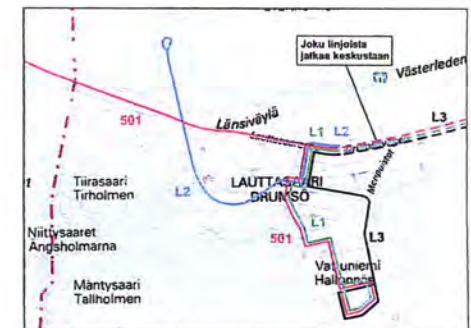 Joku linjoista
jatkaa keskustaan
Västerleden
501
Länsiväylä
L1
L2
L3
Tiirasaari
Tirholmen
L2
LAUTTASAARI
DRUMSÖ
L1
501
L3
Niittysaaret
Ängsholmarna
Mäntysaari
Tallholmen
Vattuniemi
Hallonnäs